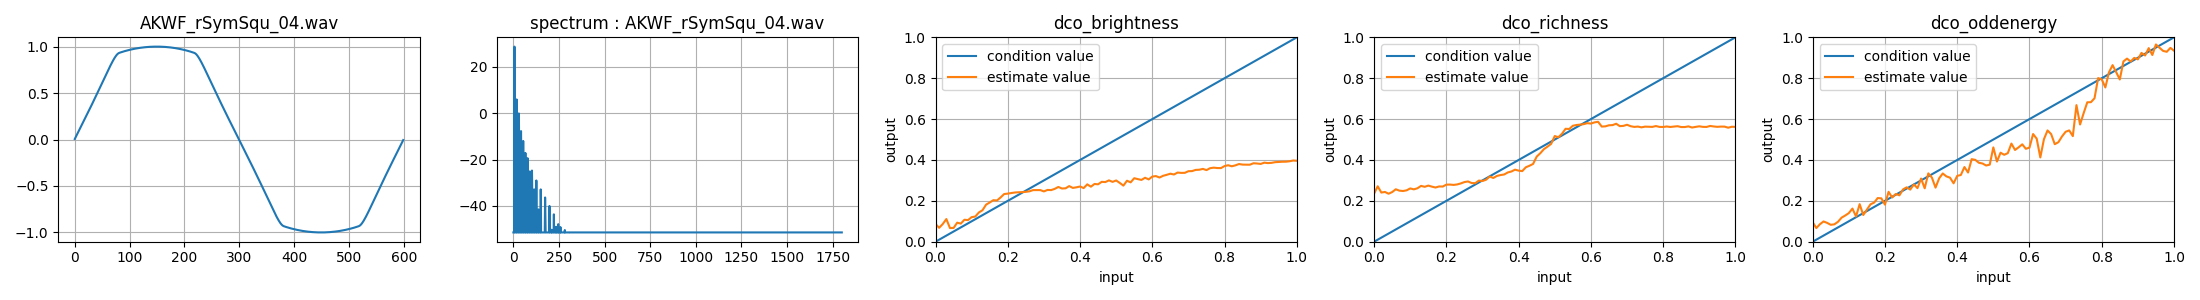 AKWF_rSymSqu_04.wav
1.0
0.5
0.0
−0.5
−1.0
0 100 200 300 400 500 600
spectrum : AKWF_rSymSqu_04.wav
20
0
−20
−40
0 250 500 750 1000 1250 1500 1750
dco_brightness
condition value
estimate value
output
1.0
0.8
0.6
0.4
0.2
0.0
0.0 0.2 0.4 0.6 0.8 1.0
input
dco_richness
condition value
estimate value
output
1.0
0.8
0.6
0.4
0.2
0.0
0.0 0.2 0.4 0.6 0.8 1.0
input
dco_oddenergy
condition value
estimate value
output
1.0
0.8
0.6
0.4
0.2
0.0
0.0 0.2 0.4 0.6 0.8 1.0
input